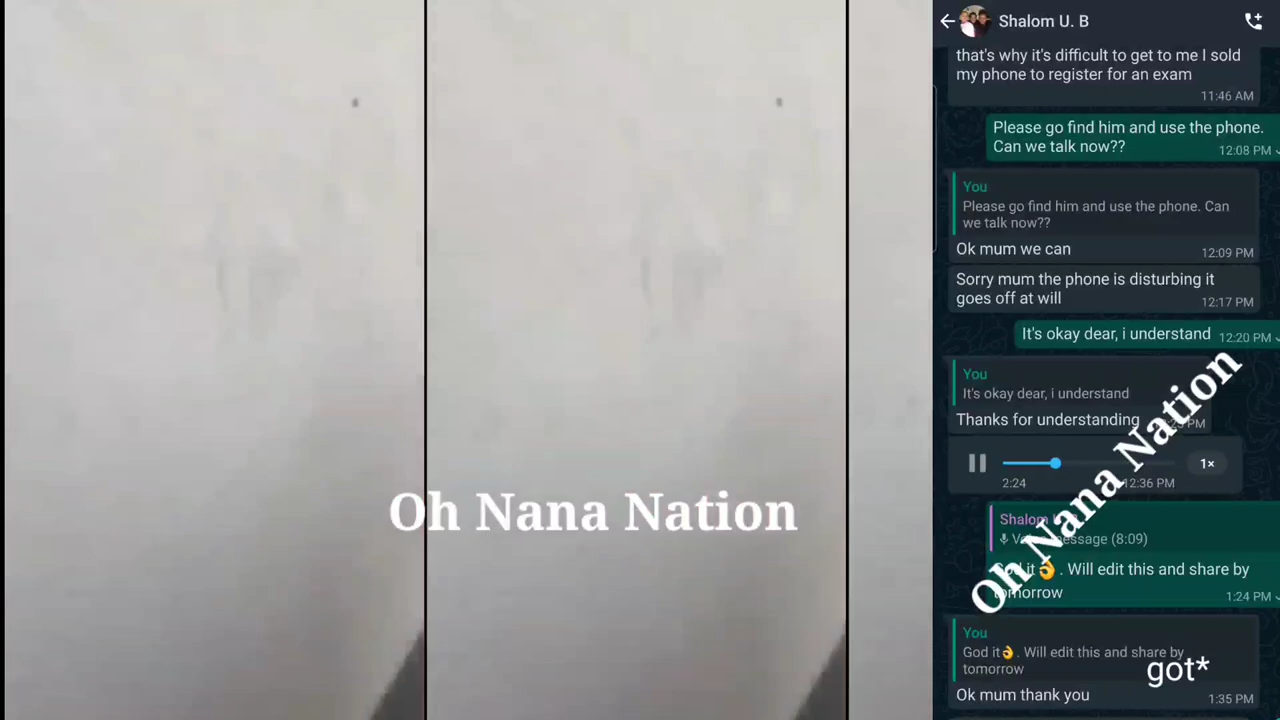 Shalom U. B
that's why it's difficult to get to me I sold
my phone to register for an exam
11:46 AM
Please go find him and use the phone.
Can we talk now??
12:08 PM
You
Please go find him and use the phone. Can
we talk now??
Ok mum we can
12:09 PM
Sorry mum the phone is disturbing it
goes off at will
12:17 PM
It's okay dear, i understand
12:20 PM
You
It's okay dear, i understand
Thanks for understanding
PM
1×
2:24
12:36 PM
Oh Nana Nation
Oh Nana Nation
Shalom
message (8:09)
God it👌. Will edit this and share by
tomorrow
1:24 PM
You
God it👌. Will edit this and share by
tomorrow
got*
Ok mum thank you
1:35 PM